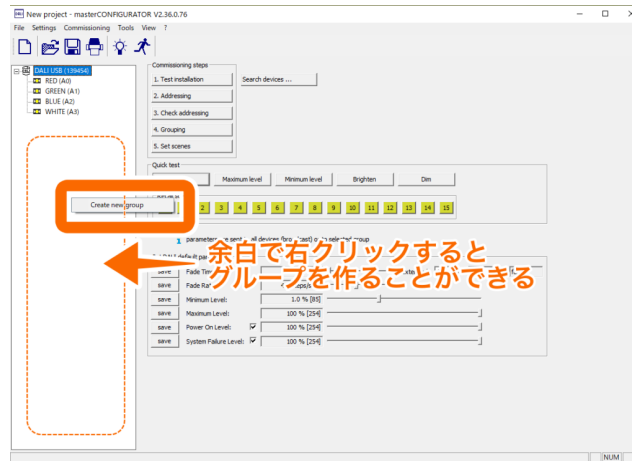 New project - masterCONFIGURATOR V2.36.0.76
File Settings Commissioning Tools View ?
DALI USB (139454)
RED (A0)
GREEN (A1)
BLUE (A2)
WHITE (A3)
Commissioning steps
1. Test installation
Search devices ...
2. Addressing
3. Check addressing
4. Grouping
5. Set scenes
Quick test
Maximum level
Minimum level
Brighten
Dim
Create new group
2 3 4 5 6 7 8 9 10 11 12 13 14 15
1 parameters are sent
余白で右クリックすると
グループを作ることができる
save Fade
save Fade
save Minimum Level: 1.0 % [85]
save Maximum Level: 100 % [254]
save Power On Level: 100 % [254]
save System Failure Level: 100 % [254]
NUM